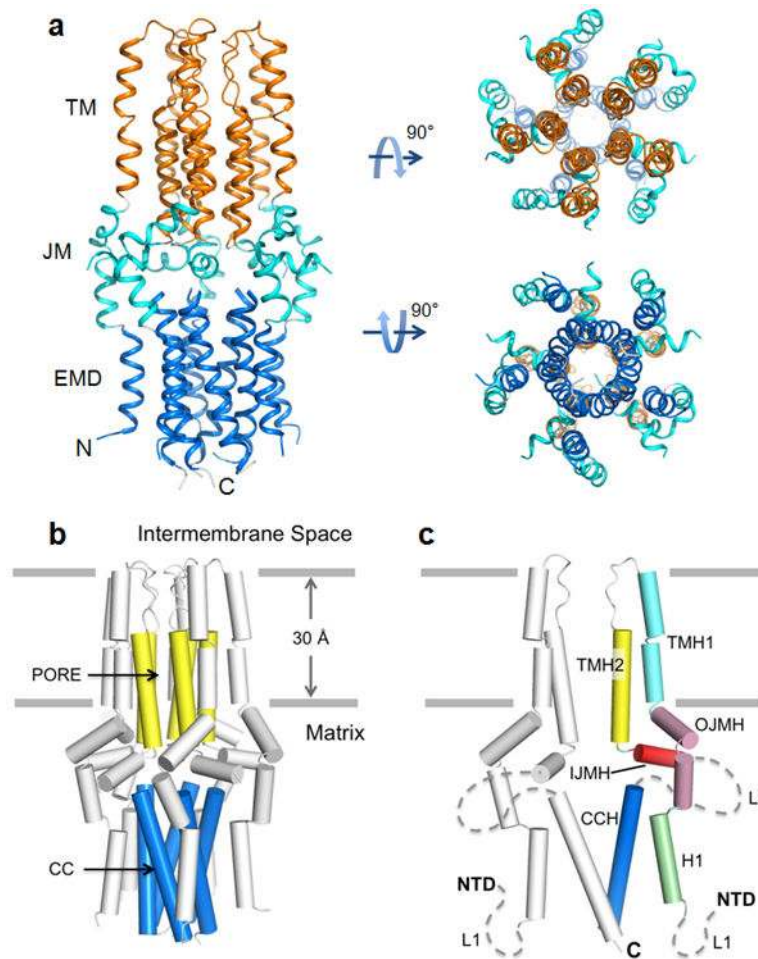 a
TM
JM
EMD
N
C
90°
90°
b
Intermembrane Space
30 Å
PORE
Matrix
CC
c
TMH2
TMH1
OJMH
IJMH
L
CCH
H1
NTD
L1
C
NTD
L1